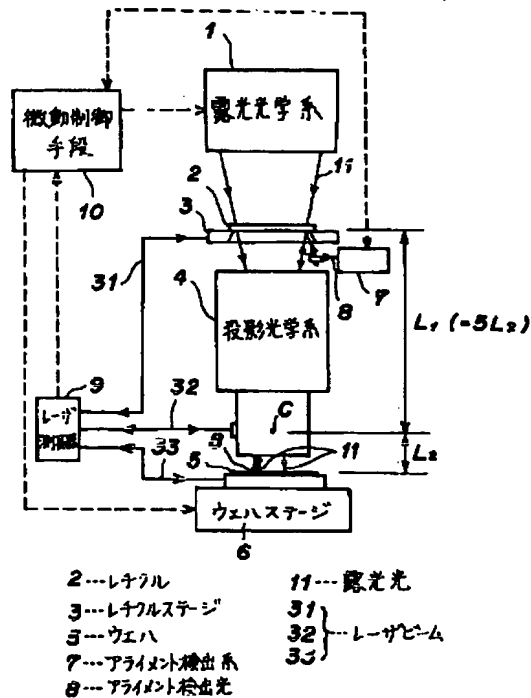 1
微動制御
手段
10
露光光学系
11
2
3
31
4
7
8
投影光学系
L₁ (=5L₂)
9
レーザ
測長器
32
C
33
5
8
11
L₂
ウェハステージ
6
2…レチクル
3…レチクルステージ
5…ウェハ
7…アライメント検出系
8…アライメント検出光
11…露光光
31
32 …レーザビーム
33